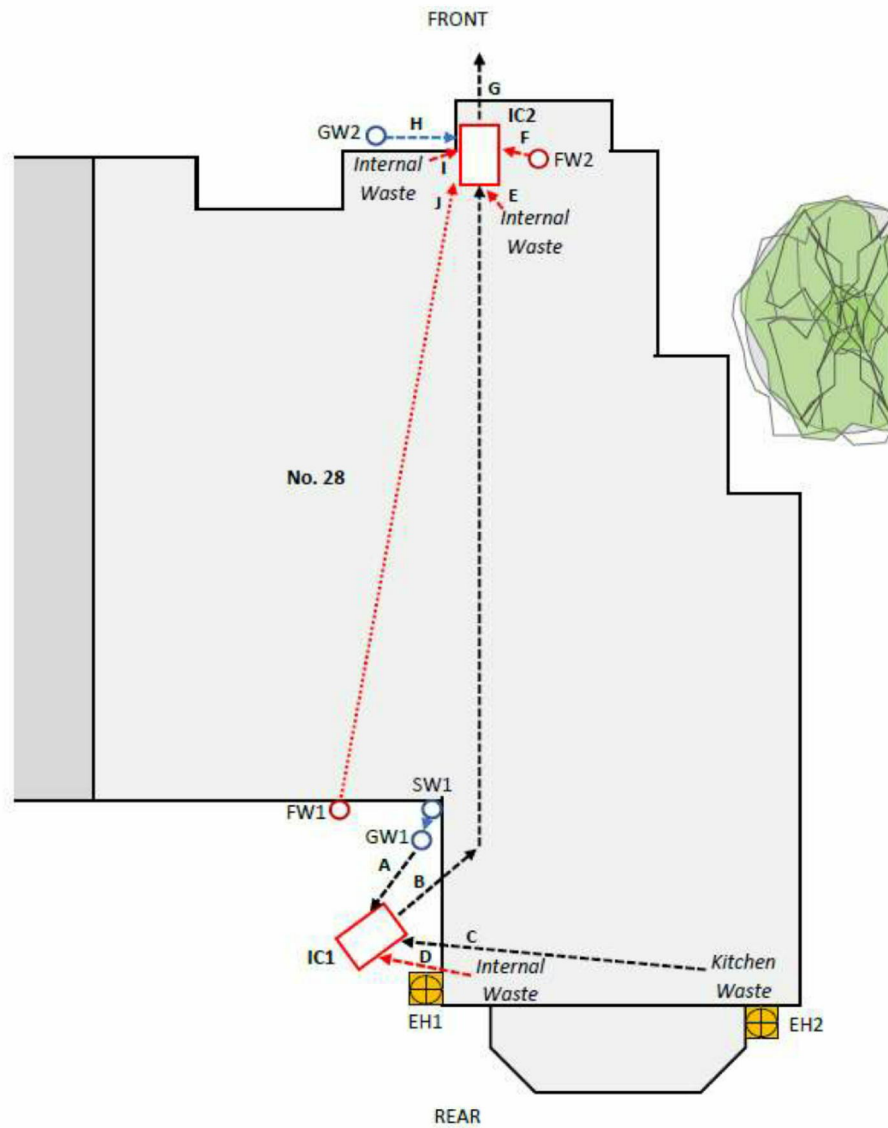 FRONT
G
IC2
H
GW2
F
FW2
Internal
Waste
I
J
E
Internal
Waste
No. 28
SW1
FW1
GW1
A
B
C
IC1
D
Internal
Waste
Kitchen
Waste
EH1
EH2
REAR